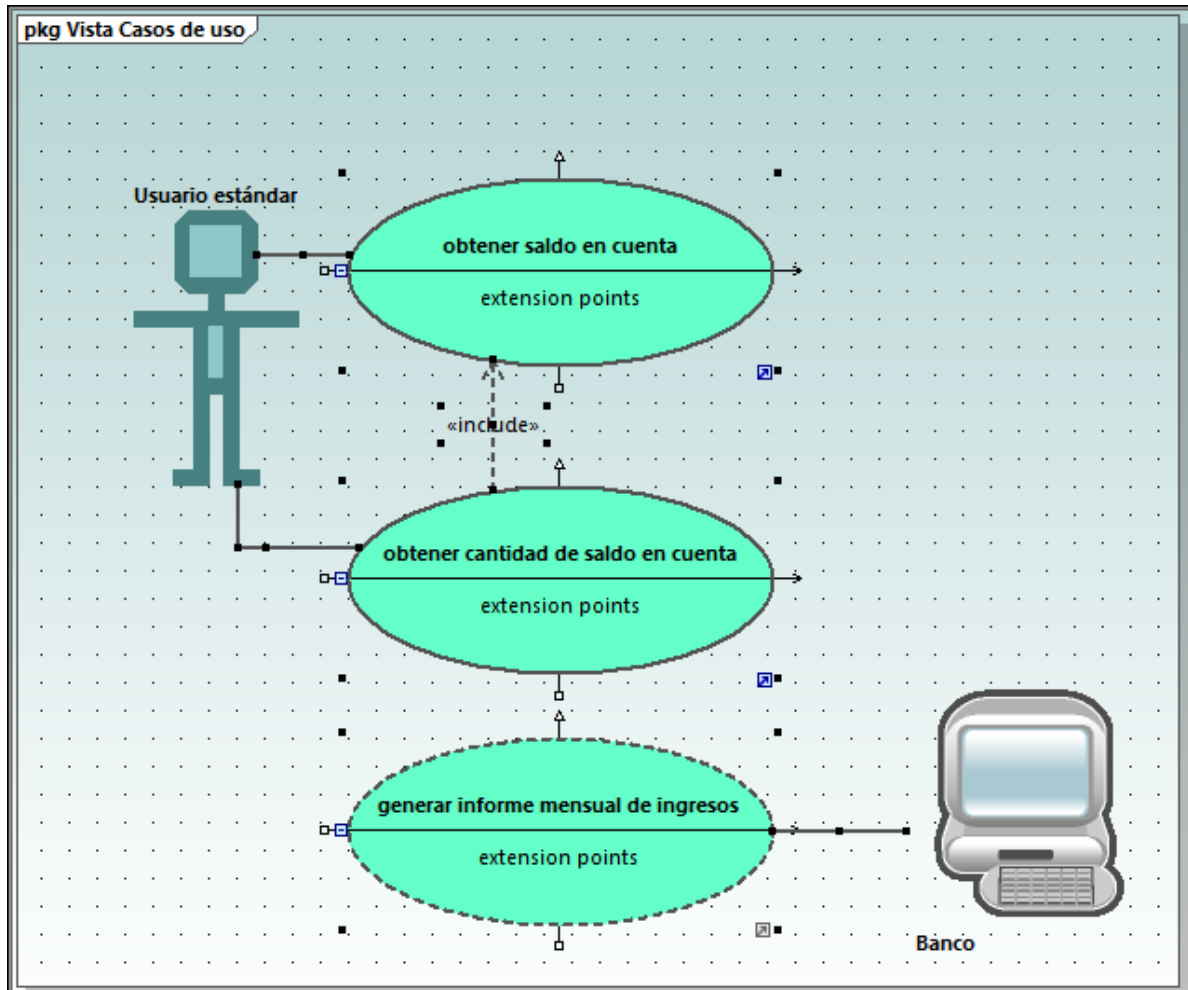 pkg Vista Casos de uso
Usuario estándar
obtener saldo en cuenta
extension points
«include»
obtener cantidad de saldo en cuenta
extension points
generar informe mensual de ingresos
extension points
Banco